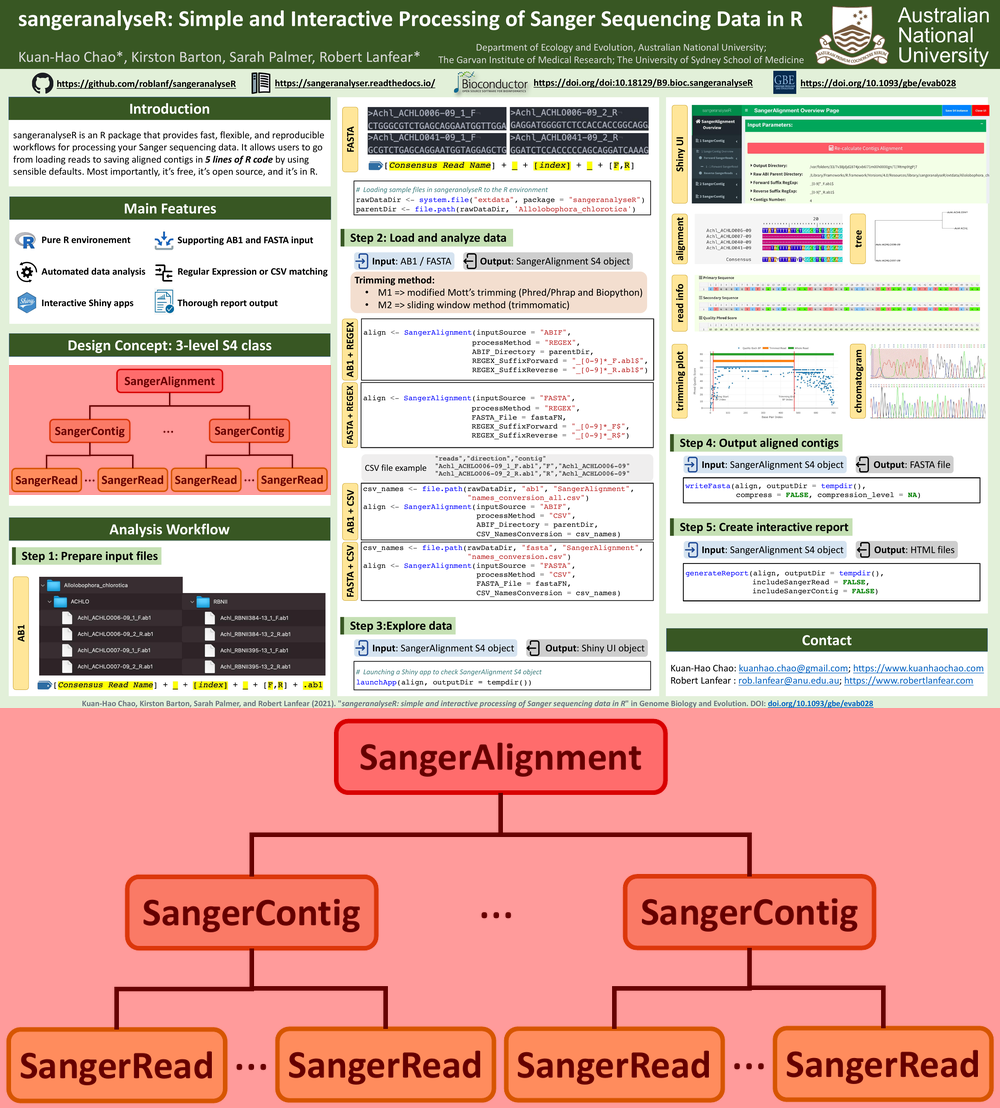 sangeranalyseR: Simple and Interactive Processing of Sanger Sequencing Data in R
Kuan-Hao Chao*, Kirston Barton, Sarah Palmer, Robert Lanfear*
Department of Ecology and Evolution, Australian National University;
The Garvan Institute of Medical Research; The University of Sydney School of Medicine
Australian
National
University
https://github.com/roblanf/sangeranalyseR
https://sangeranalyser.readthedocs.io/
Bioconductor
https://doi.org/doi:10.18129/B9.bioc.sangeranalyseR
GBE
https://doi.org/10.1093/gbe/evab028
Introduction
sangeranalyseR is an R package that provides fast, flexible, and reproducible
workflows for processing your Sanger sequencing data. It allows users to go
from loading reads to saving aligned contigs in 5 lines of R code by using
sensible defaults. Most importantly, it's free, it's open source, and it's in R.
Main Features
Pure R environement
Supporting AB1 and FASTA input
Automated data analysis
Regular Expression or CSV matching
Interactive Shiny apps
Thorough report output
Design Concept: 3-level S4 class
SangerAlignment
SangerContig ... SangerContig
SangerRead ... SangerRead SangerRead ... SangerRead
Analysis Workflow
Step 1: Prepare input files
AB1
Allolobophora_chlorotica
ACHLO
RBNII
Achl_ACHLO006-09_1_F.ab1
Achl_RBNII384-13_1_F.ab1
Achl_ACHLO006-09_2_R.ab1
Achl_RBNII384-13_2_R.ab1
Achl_ACHLO007-09_1_F.ab1
Achl_RBNII395-13_1_F.ab1
Achl_ACHLO007-09_2_R.ab1
Achl_RBNII395-13_2_R.ab1
[Consensus Read Name] + _ + [index] + _ + [F,R] + .ab1
FASTA
>Achl_ACHLO006-09_1_F
CTGGGCGTCTGAGCAGGAATGGTTGGA
>Achl_ACHLO006-09_2_R
GAGGATGGGGTCTCCACCACCGGCAGG
>Achl_ACHLO041-09_1_F
GCGTCTGAGCAGGAATGGTAGGAGCTG
>Achl_ACHLO041-09_2_R
GGATCTCCACCCCCAGCAGGATCAAAG
[Consensus Read Name] + _ + [index] + _ + [F,R]
# Loading sample files in sangeranalyseR to the R environment
rawDataDir <- system.file("extdata", package = "sangeranalyseR")
parentDir <- file.path(rawDataDir, 'Allolobophora_chlorotica')
Step 2: Load and analyze data
Input: AB1 / FASTA
Output: SangerAlignment S4 object
Trimming method:
• M1 => modified Mott's trimming (Phred/Phrap and Biopython)
• M2 => sliding window method (trimmomatic)
AB1 + REGEX
align <- SangerAlignment(inputSource = "ABIF",
processMethod = "REGEX",
ABIF_Directory = parentDir,
REGEX_SuffixForward = "_[0-9]*_F.ab1$",
REGEX_SuffixReverse = "_[0-9]*_R.ab1$")
FASTA + REGEX
align <- SangerAlignment(inputSource = "FASTA",
processMethod = "REGEX",
FASTA_File = fastaFN,
REGEX_SuffixForward = "_[0-9]*_F$",
REGEX_SuffixReverse = "_[0-9]*_R$")
CSV file example
"reads","direction","contig"
"Achl_ACHLO006-09_1_F.ab1","F","Achl_ACHLO006-09"
"Achl_ACHLO006-09_2_R.ab1","R","Achl_ACHLO006-09"
AB1 + CSV
csv_names <- file.path(rawDataDir, "ab1", "SangerAlignment",
"names_conversion_all.csv")
align <- SangerAlignment(inputSource = "ABIF",
processMethod = "CSV",
ABIF_Directory = parentDir,
CSV_NamesConversion = csv_names)
FASTA + CSV
csv_names <- file.path(rawDataDir, "fasta", "SangerAlignment",
"names_conversion.csv")
align <- SangerAlignment(inputSource = "FASTA",
processMethod = "CSV",
FASTA_File = fastaFN,
CSV_NamesConversion = csv_names)
Step 3:Explore data
Input: SangerAlignment S4 object
Output: Shiny UI object
# Launching a Shiny app to check SangerAlignment S4 object
launchApp(align, outputDir = tempdir())
Shiny UI
SangerAlignment Overview Page
SangerAlignment
Overview
Input Parameters:
Re-calculate Contigs Alignment
Output Directory:
Raw ABI Parent Directory:
Forward Suffix RegExp:
Reverse Suffix RegExp:
Contigs Number:
alignment
20
Achl_ACHLO006-09
Achl_ACHLO007-09
Achl_ACHLO040-09
Achl_ACHLO041-09
Consensus
tree
read info
Primary Sequence
Secondary Sequence
Quality Phred Score
trimming plot
chromatogram
Step 4: Output aligned contigs
Input: SangerAlignment S4 object
Output: FASTA file
writeFasta(align, outputDir = tempdir(),
compress = FALSE, compression_level = NA)
Step 5: Create interactive report
Input: SangerAlignment S4 object
Output: HTML files
generateReport(align, outputDir = tempdir(),
includeSangerRead = FALSE,
includeSangerContig = FALSE)
Contact
Kuan-Hao Chao: kuanhao.chao@gmail.com; https://www.kuanhaochao.com
Robert Lanfear : rob.lanfear@anu.edu.au; https://www.robertlanfear.com
Kuan-Hao Chao, Kirston Barton, Sarah Palmer, and Robert Lanfear (2021). "sangeranalyseR: simple and interactive processing of Sanger sequencing data in R" in Genome Biology and Evolution. DOI: doi.org/10.1093/gbe/evab028
SangerAlignment
SangerContig ... SangerContig
SangerRead ... SangerRead SangerRead ... SangerRead